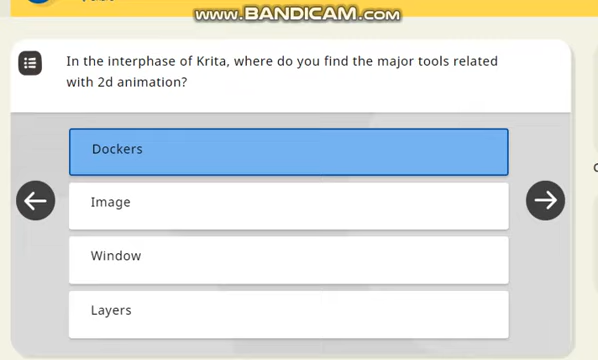 www.BANDICAM.com
In the interphase of Krita, where do you find the major tools related
with 2d animation?
Dockers
Image
Window
Layers